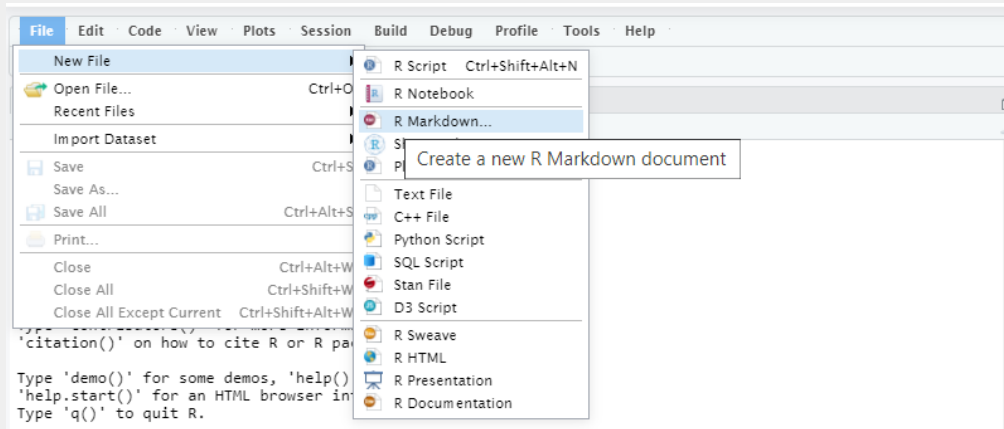 File Edit Code View Plots Session Build Debug Profile Tools Help
New File
Open File... Ctrl+O
Recent Files
Import Dataset
Save Ctrl+S
Save As...
Save All Ctrl+Alt+S
Print...
Close Ctrl+Alt+W
Close All Ctrl+Shift+W
Close All Except Current Ctrl+Shift+Alt+W
R Script Ctrl+Shift+Alt+N
R Notebook
R Markdown...
Create a new R Markdown document
Text File
C++ File
Python Script
SQL Script
Stan File
D3 Script
R Sweave
R HTML
R Presentation
R Documentation
'citation()' on how to cite R or R pa
Type 'demo()' for some demos, 'help()
'help.start()' for an HTML browser in
Type 'q()' to quit R.